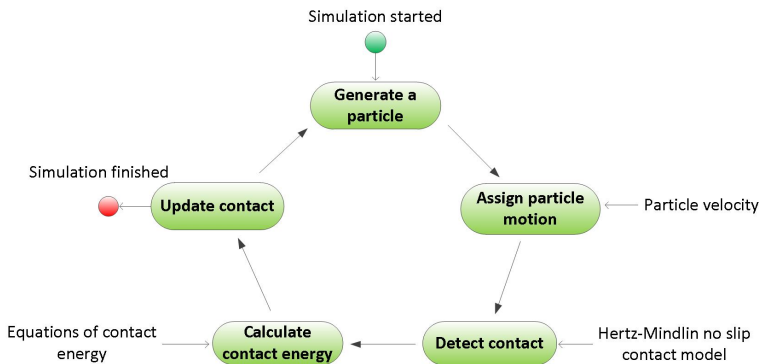 Simulation started
Generate a
particle
Simulation finished
Update contact
Assign particle
motion
Particle velocity
Equations of contact
energy
Calculate
contact energy
Detect contact
Hertz-Mindlin no slip
contact model